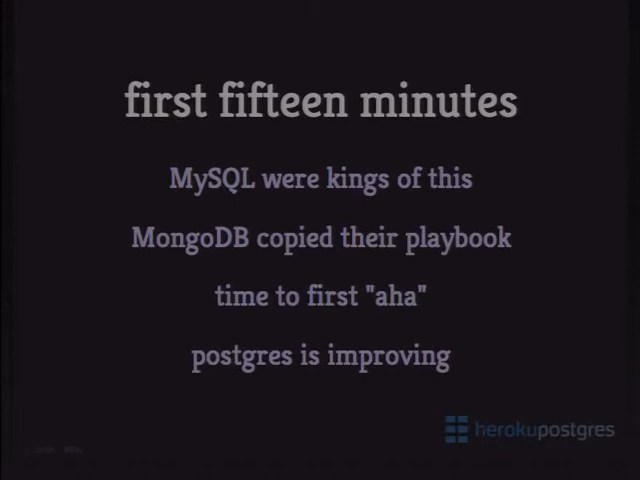 first fifteen minutes
MySQL were kings of this
MongoDB copied their playbook
time to first "aha"
postgres is improving
herokupostgres